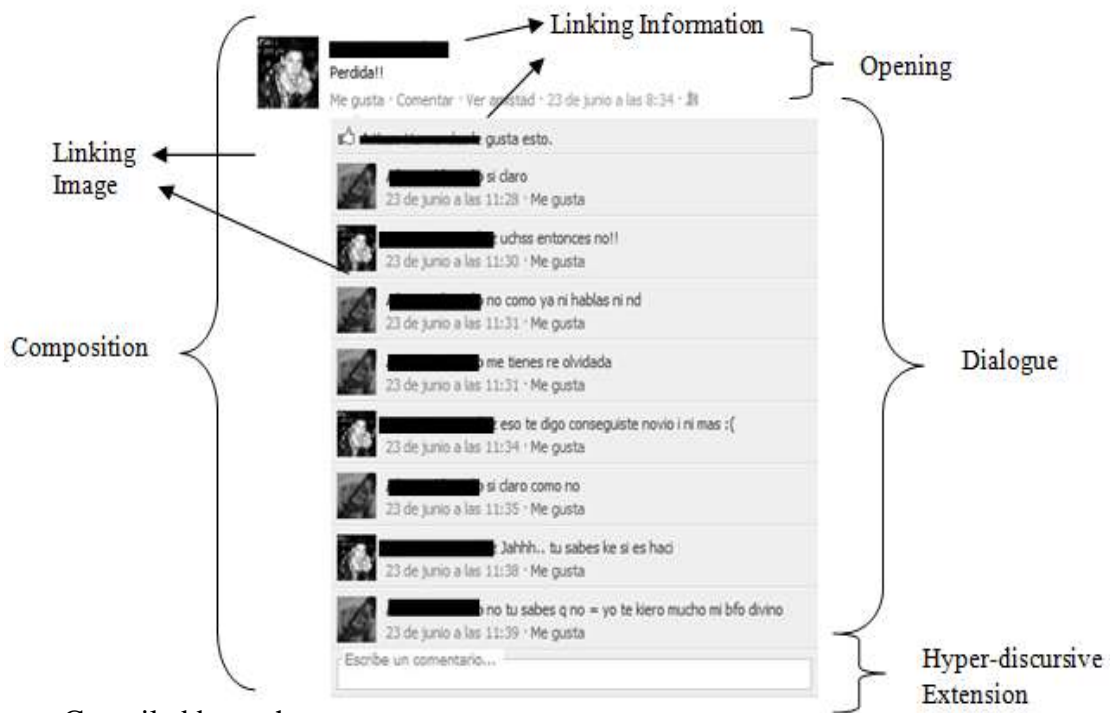 Linking Information
Opening
Perdida!!
Me gusta · Comentar · Ver amistad · 23 de junio a las 8:34 ·
gusta esto.
Linking
Image
si claro
23 de junio a las 11:28 · Me gusta
uchss entonces no!!
23 de junio a las 11:30 · Me gusta
no como ya ni hablas ni nd
23 de junio a las 11:31 · Me gusta
Composition
Dialogue
me tienes re olvidada
23 de junio a las 11:31 · Me gusta
eso te digo conseguiste novio i ni mas :(
23 de junio a las 11:34 · Me gusta
si claro como no
23 de junio a las 11:35 · Me gusta
Jahhh.. tu sabes ke si es haci
23 de junio a las 11:38 · Me gusta
no tu sabes q no = yo te kiero mucho mi bfo divino
23 de junio a las 11:39 · Me gusta
Escribe un comentario...
Hyper-discursive
Extension